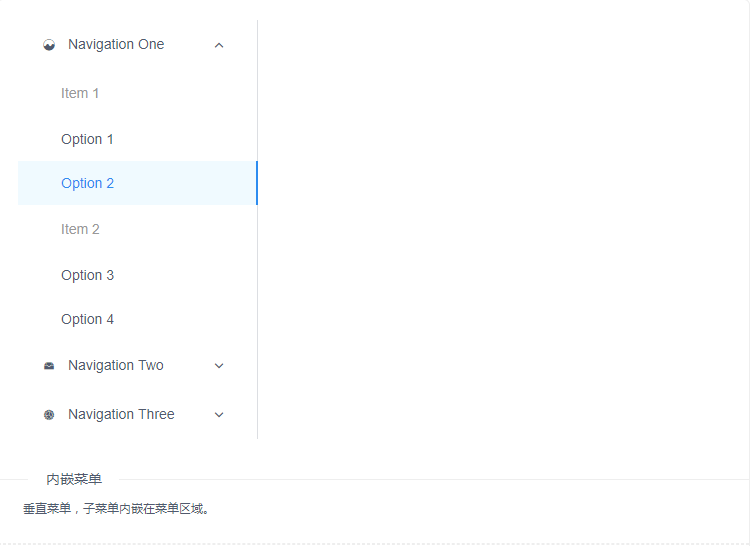 Navigation One
Item 1
Option 1
Option 2
Item 2
Option 3
Option 4
Navigation Two
Navigation Three
内嵌菜单
垂直菜单，子菜单内嵌在菜单区域。